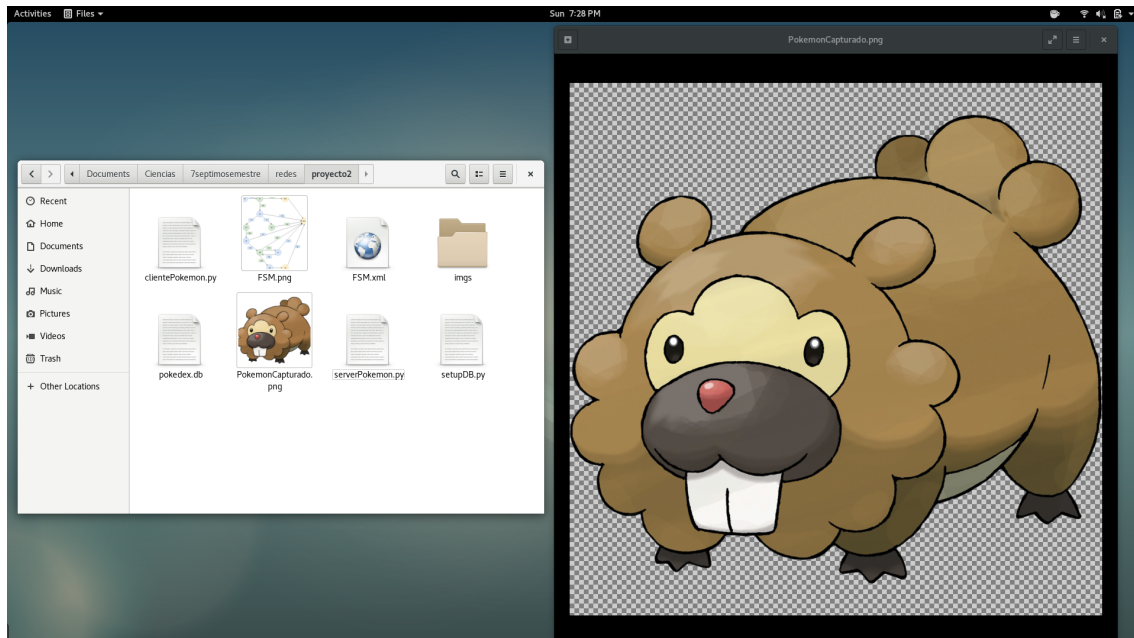 Activities Files Sun 7:28 PM
PokemonCapturado.png
Documents Ciencias 7septimosemestre redes proyecto2
Recent
Home
Documents
Downloads
Music
Pictures
Videos
Trash
+ Other Locations
clientePokemon.py FSM.png FSM.xml imgs
pokedex.db PokemonCapturado.png serverPokemon.py setupDB.py